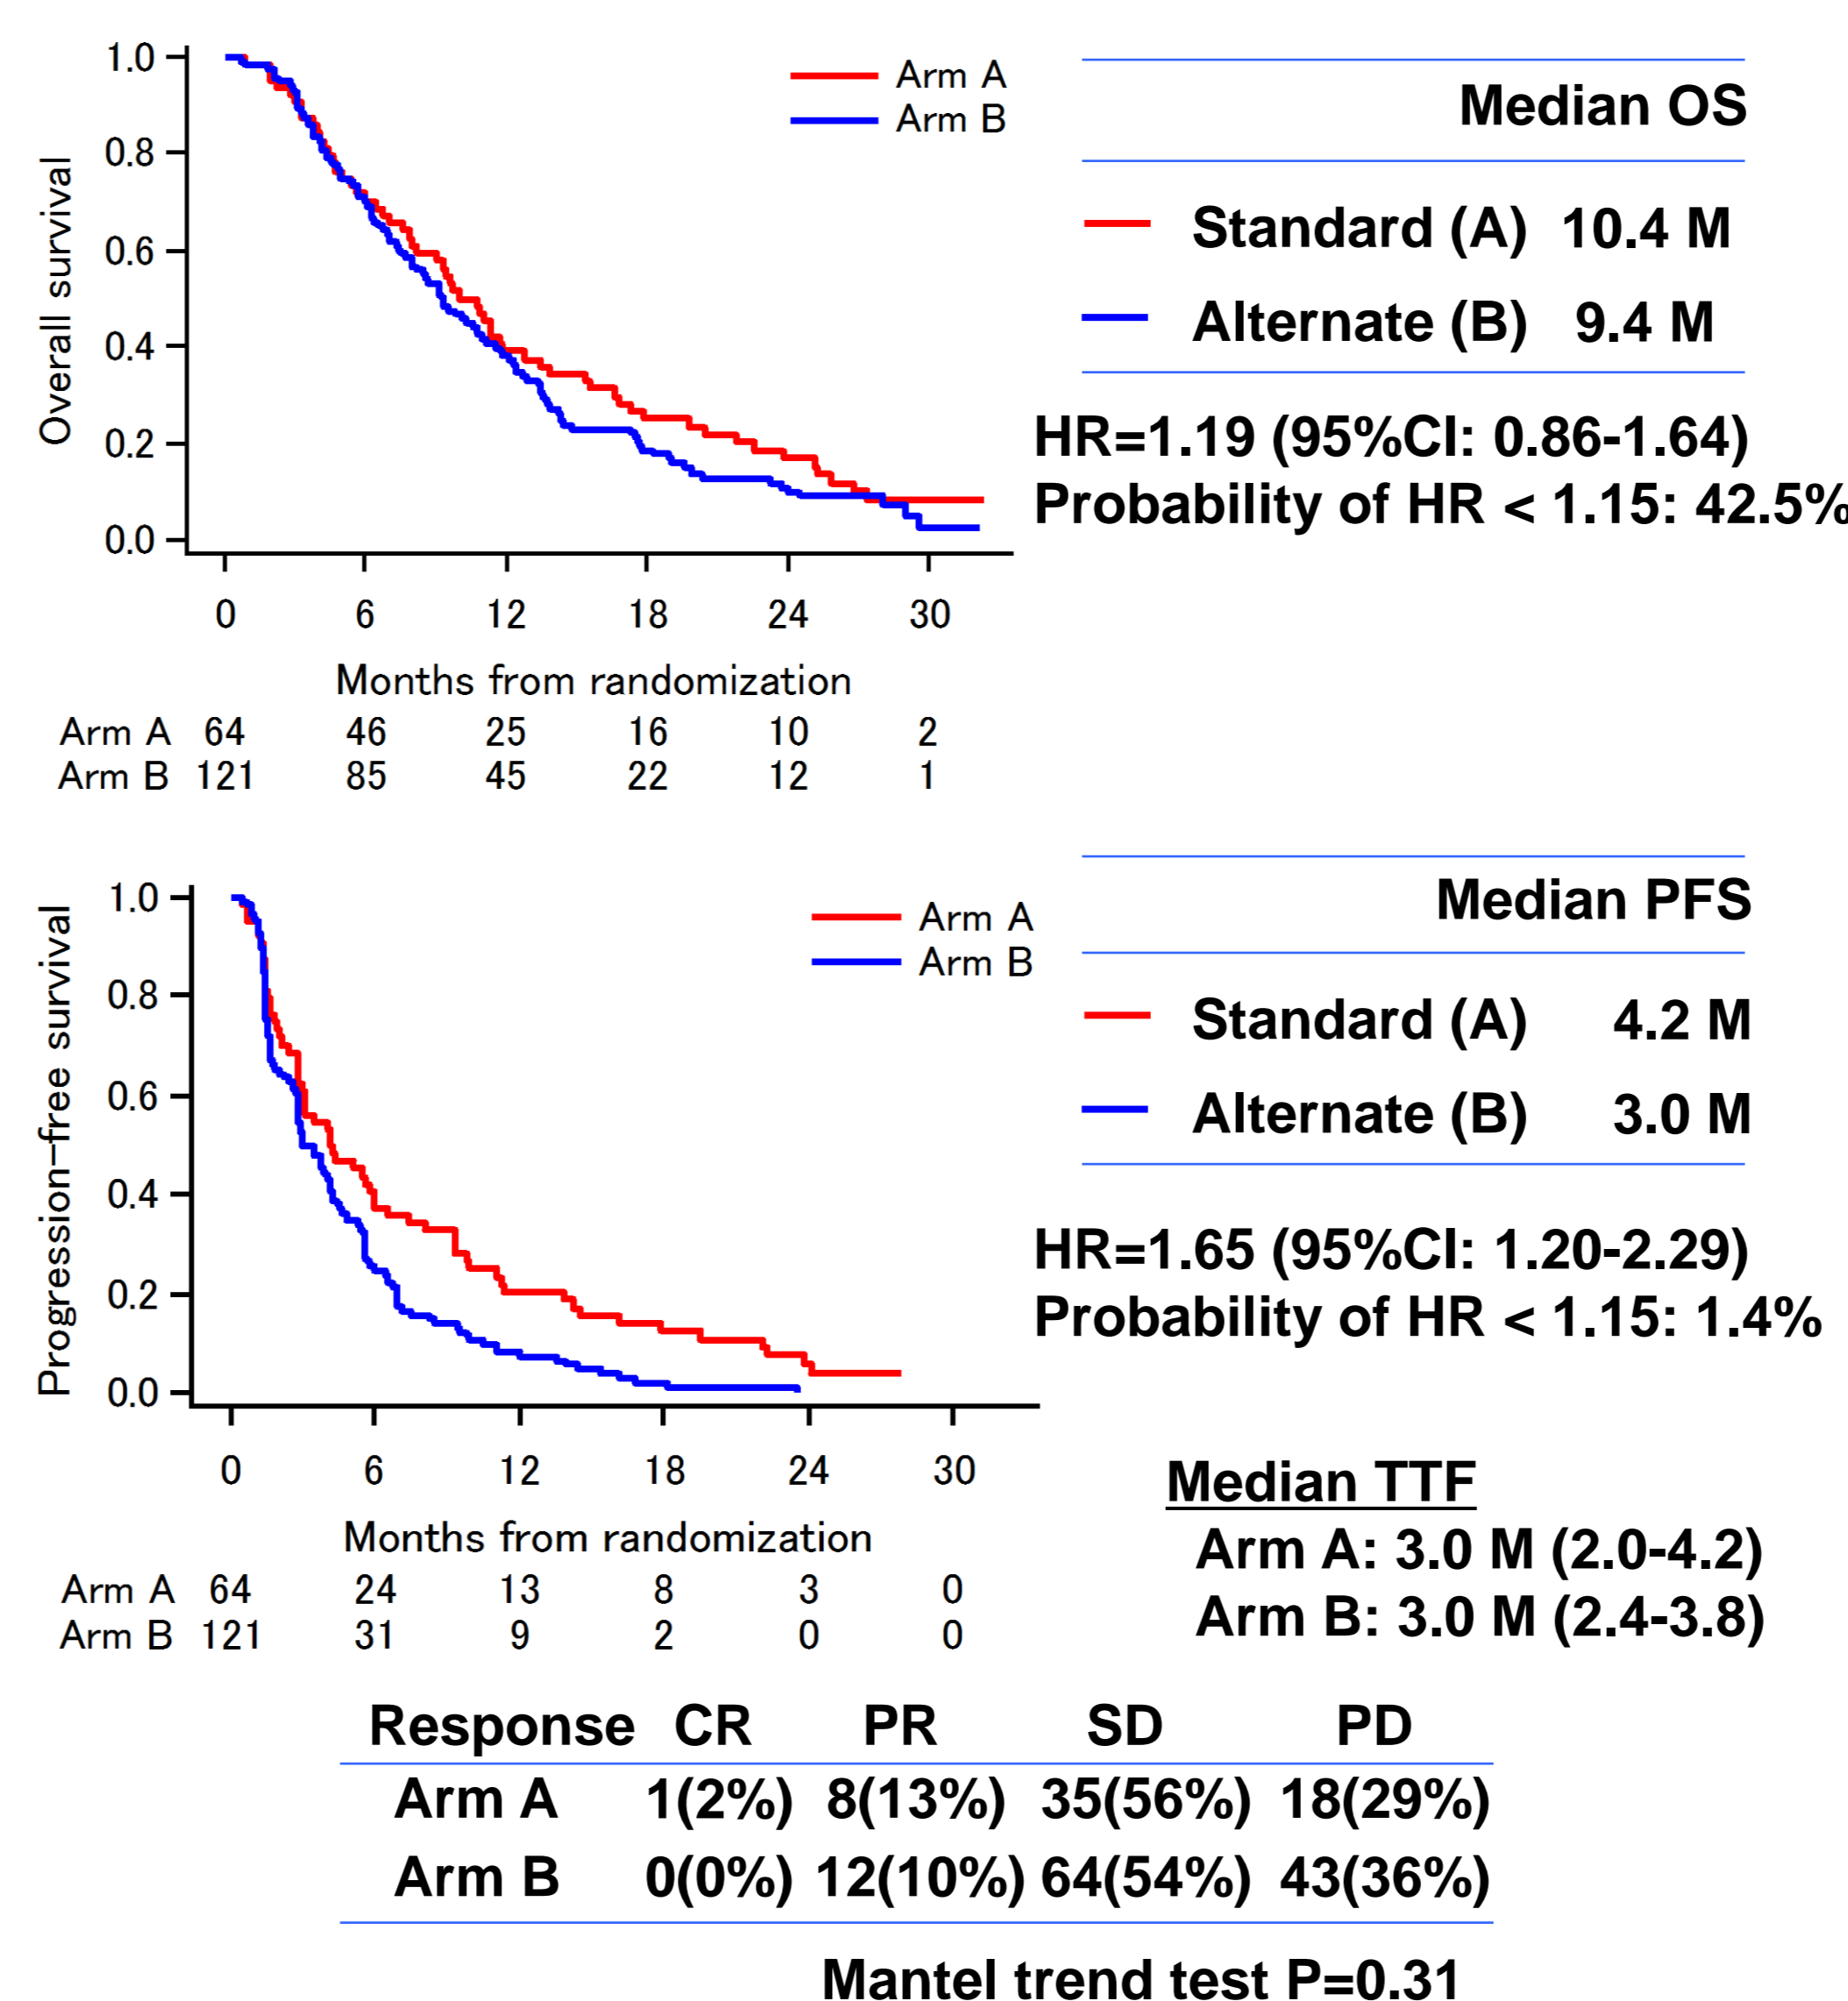 1.0
0.8
0.6
0.4
0.2
0.0
Overall survival
Arm A
Arm B
0 6 12 18 24 30
Months from randomization
Arm A 64 46 25 16 10 2
Arm B 121 85 45 22 12 1
Median OS
Standard (A) 10.4 M
Alternate (B) 9.4 M
HR=1.19 (95%CI: 0.86-1.64)
Probability of HR < 1.15: 42.5%
1.0
0.8
0.6
0.4
0.2
0.0
Progression-free survival
Arm A
Arm B
0 6 12 18 24 30
Months from randomization
Arm A 64 24 13 8 3 0
Arm B 121 31 9 2 0 0
Median PFS
Standard (A) 4.2 M
Alternate (B) 3.0 M
HR=1.65 (95%CI: 1.20-2.29)
Probability of HR < 1.15: 1.4%
Median TTF
Arm A: 3.0 M (2.0-4.2)
Arm B: 3.0 M (2.4-3.8)
Response CR PR SD PD
Arm A 1(2%) 8(13%) 35(56%) 18(29%)
Arm B 0(0%) 12(10%) 64(54%) 43(36%)
Mantel trend test P=0.31